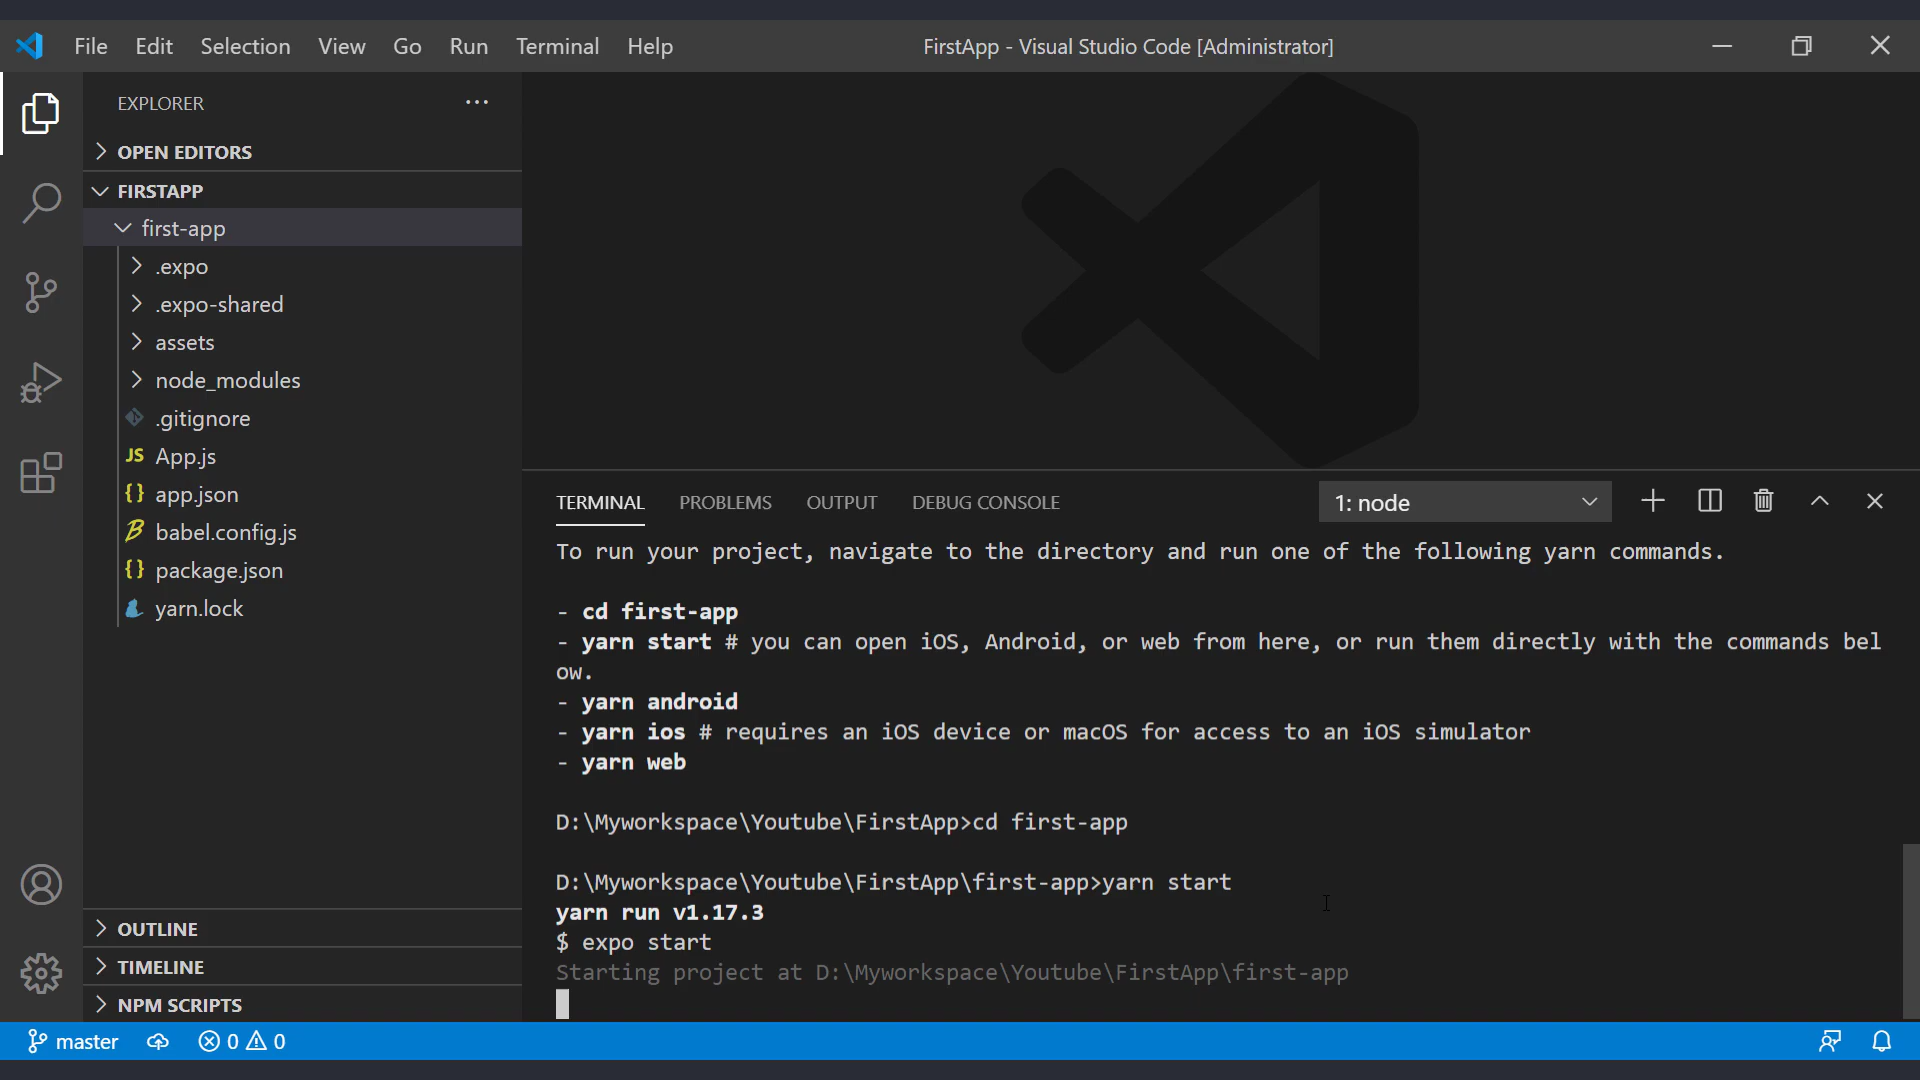 File Edit Selection View Go Run Terminal Help FirstApp - Visual Studio Code [Administrator]
EXPLORER
OPEN EDITORS
FIRSTAPP
first-app
.expo
.expo-shared
assets
node_modules
.gitignore
JS App.js
{} app.json
babel.config.js
{} package.json
yarn.lock
OUTLINE
TIMELINE
NPM SCRIPTS
TERMINAL PROBLEMS OUTPUT DEBUG CONSOLE 1: node
To run your project, navigate to the directory and run one of the following yarn commands.
- cd first-app
- yarn start # you can open iOS, Android, or web from here, or run them directly with the commands bel
ow.
- yarn android
- yarn ios # requires an iOS device or macOS for access to an iOS simulator
- yarn web
D:\Myworkspace\Youtube\FirstApp>cd first-app
D:\Myworkspace\Youtube\FirstApp\first-app>yarn start
yarn run v1.17.3
$ expo start
Starting project at D:\Myworkspace\Youtube\FirstApp\first-app
master 0 0